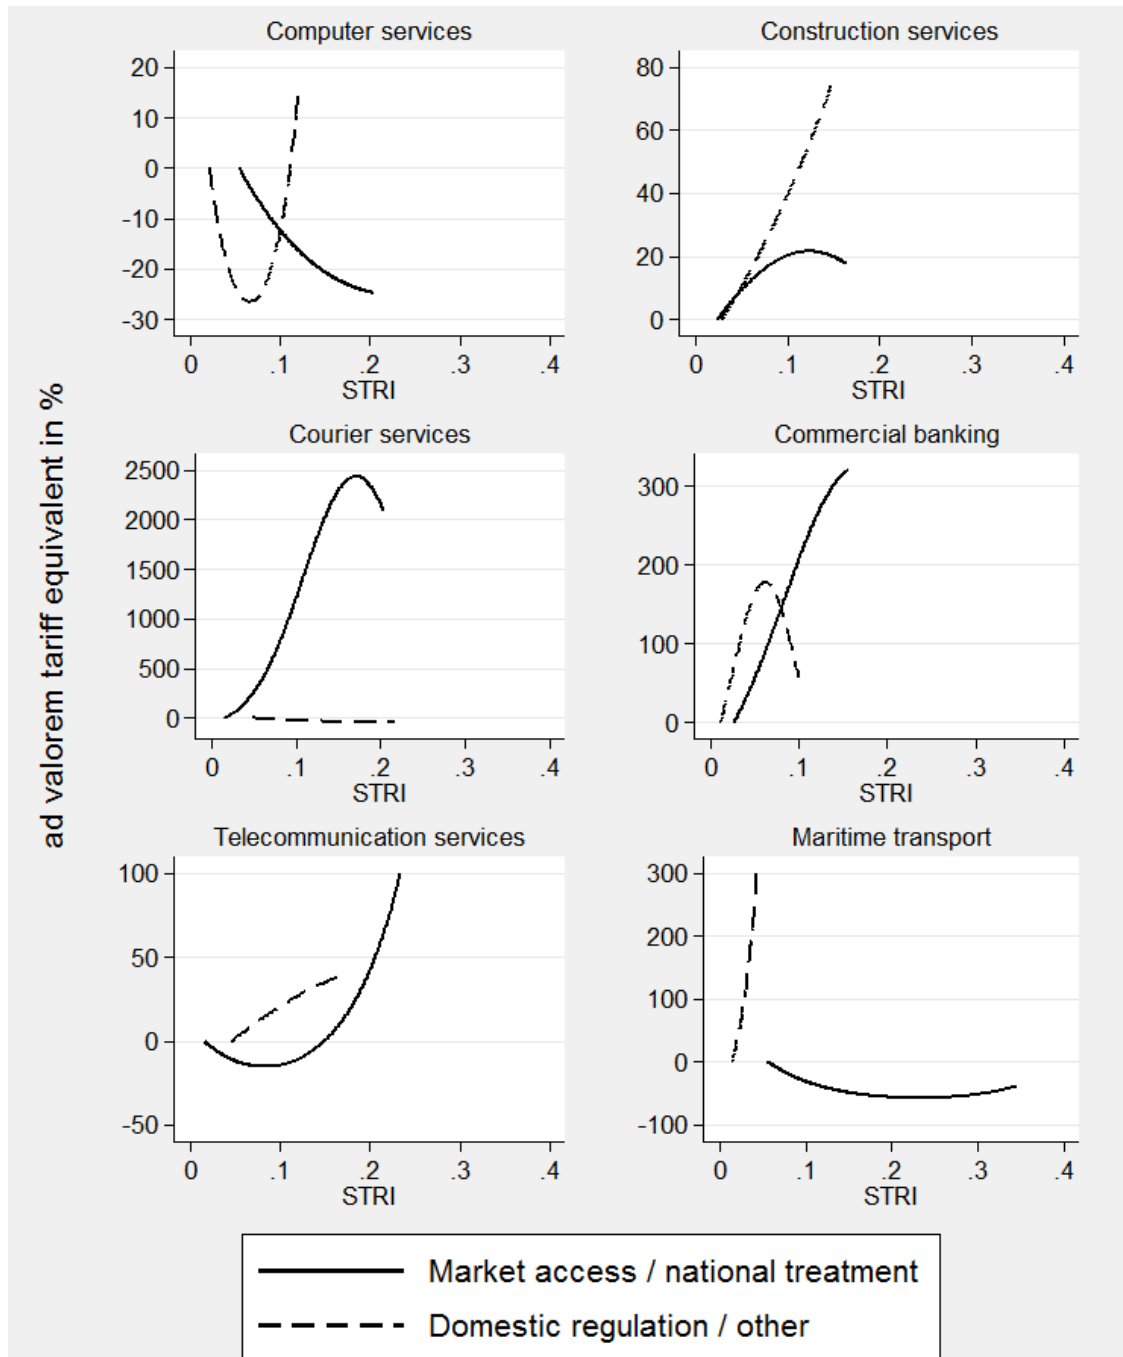 Computer services
Construction services
20
10
0
-10
-20
-30
0 .1 .2 .3 .4
STRI
80
60
40
20
0
0 .1 .2 .3 .4
STRI
ad valorem tariff equivalent in %
Courier services
Commercial banking
2500
2000
1500
1000
500
0
0 .1 .2 .3 .4
STRI
300
200
100
0
0 .1 .2 .3 .4
STRI
Telecommunication services
Maritime transport
100
50
0
-50
0 .1 .2 .3 .4
STRI
300
200
100
0
-100
0 .1 .2 .3 .4
STRI
Market access / national treatment
Domestic regulation / other